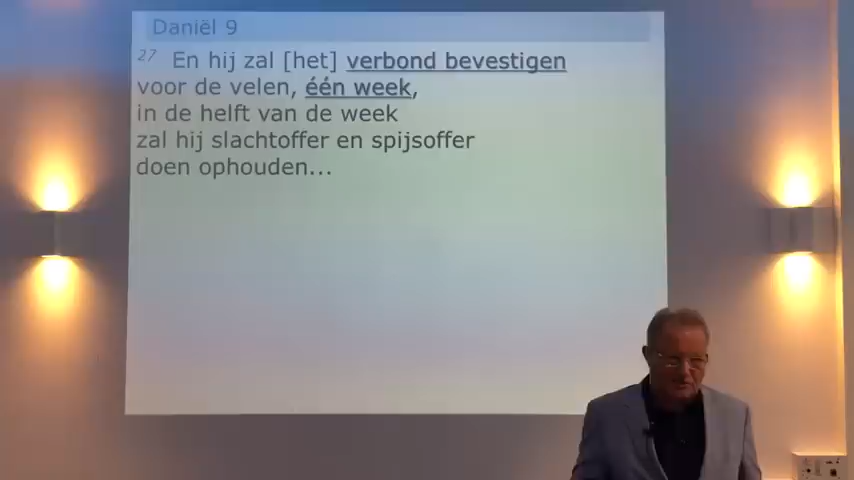 Daniël 9
27 En hij zal [het] verbond bevestigen
voor de velen, één week,
in de helft van de week
zal hij slachtoffer en spijsoffer
doen ophouden...